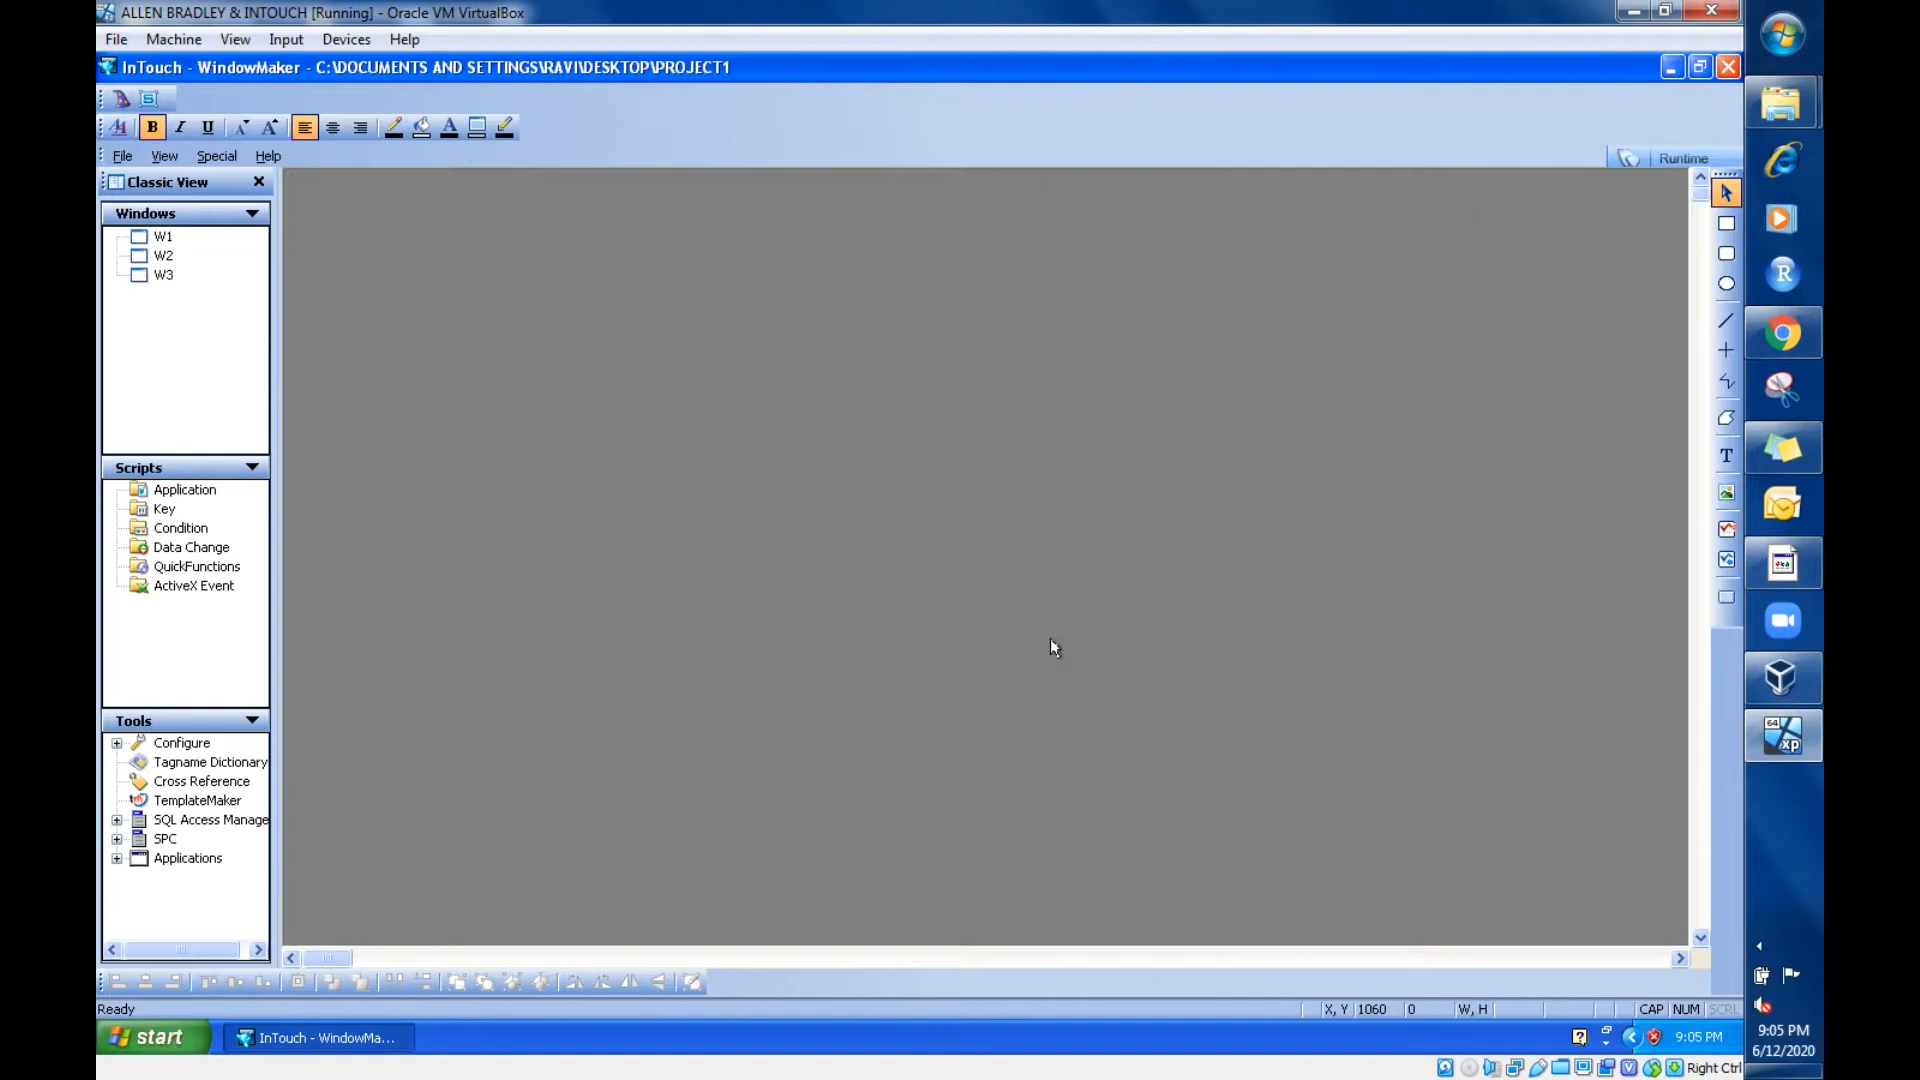 ALLEN BRADLEY & INTOUCH [Running] - Oracle VM VirtualBox
File Machine View Input Devices Help
InTouch - WindowMaker - C:\DOCUMENTS AND SETTINGS\RAVI\DESKTOP\PROJECT1
B I U A A A
File View Special Help
Runtime
Classic View
Windows
W1
W2
W3
Scripts
Application
Key
Condition
Data Change
QuickFunctions
ActiveX Event
Tools
Configure
Tagname Dictionary
Cross Reference
TemplateMaker
SQL Access Manage
SPC
Applications
T
R
64
xp
Ready
X, Y 1060 0 W, H CAP NUM SCRL
start InTouch - WindowMa... 9:05 PM
Right Ctrl
9:05 PM
6/12/2020